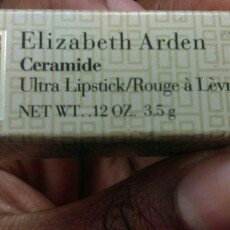 Elizabeth Arden
Ceramide
Ultra Lipstick/Rouge à Lèvr
NET WT..12 OZ. 3.5 g